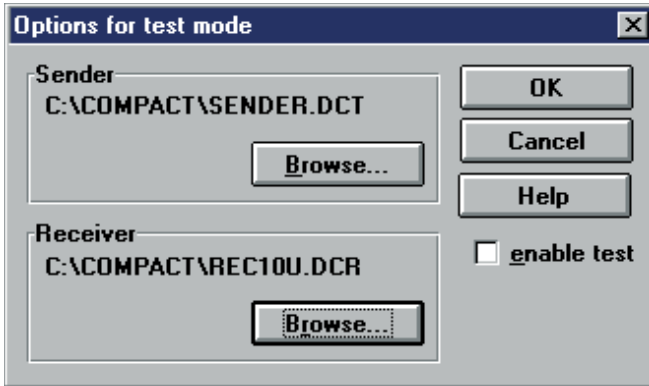 Options for test mode
Sender
C:\COMPACT\SENDER.DCT
Browse...
Receiver
C:\COMPACT\REC10U.DCR
Browse...
OK
Cancel
Help
enable test